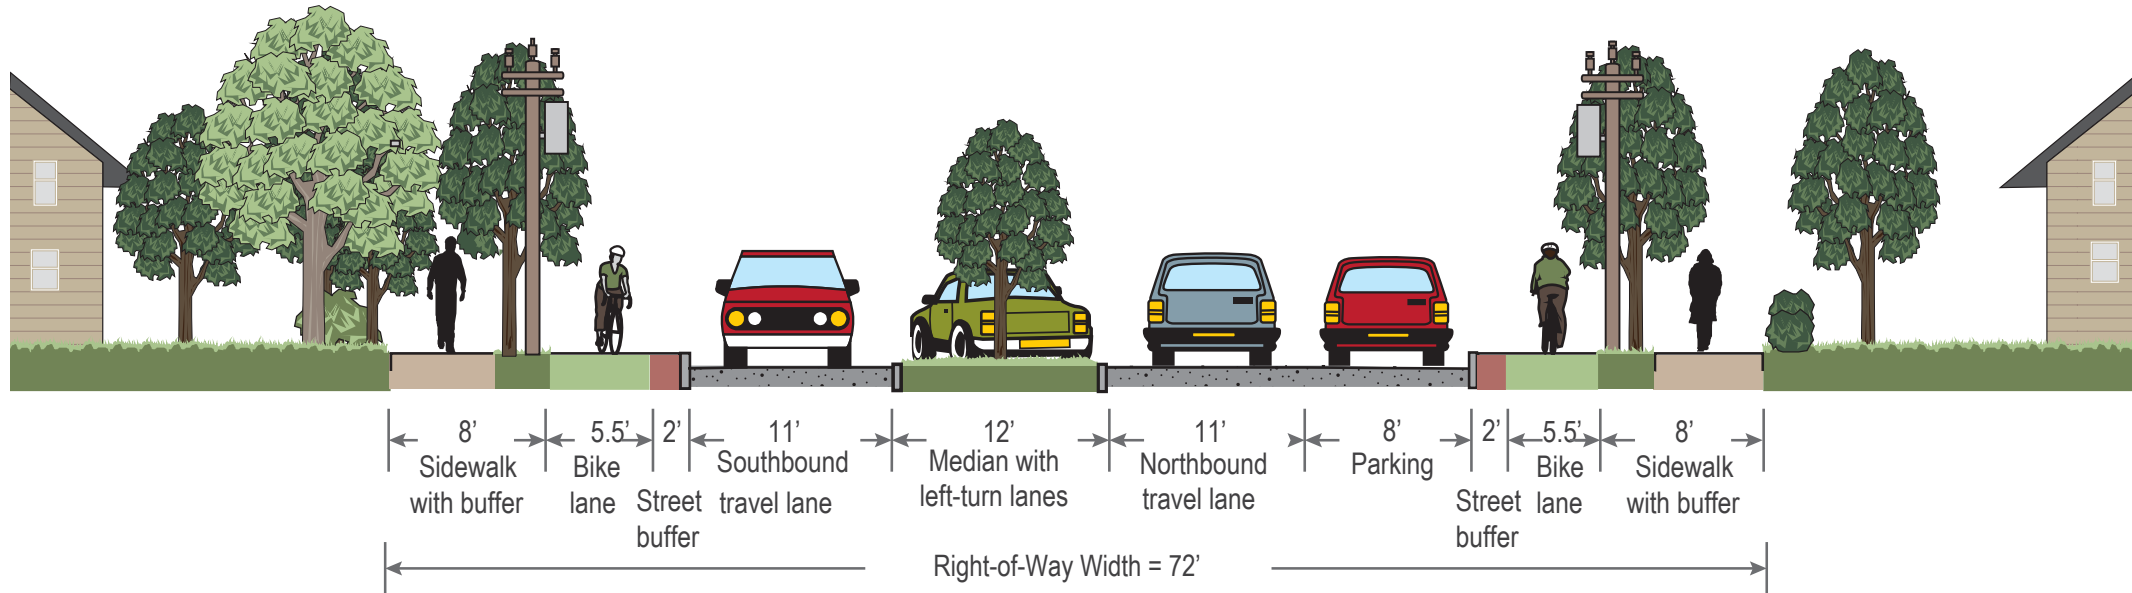 8’
5.5’
2’
11’
12’
11’
8’
2’
5.5’
8’
Sidewalk
with buffer
Bike
lane
Street
buffer
Southbound
travel lane
Median with
left-turn lanes
Northbound
travel lane
Parking
Street
buffer
Bike
lane
Sidewalk
with buffer
Right-of-Way Width = 72’